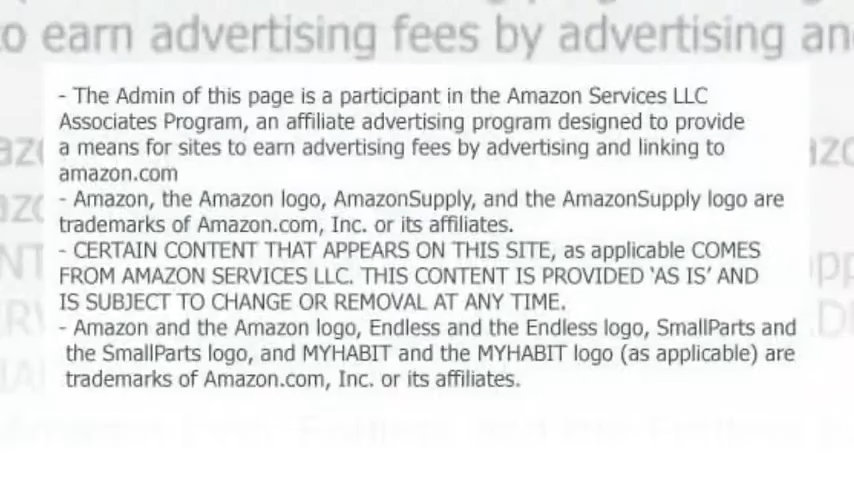 o earn advertising fees by advertising an
- The Admin of this page is a participant in the Amazon Services LLC
Associates Program, an affiliate advertising program designed to provide
a means for sites to earn advertising fees by advertising and linking to
amazon.com
- Amazon, the Amazon logo, AmazonSupply, and the AmazonSupply logo are
trademarks of Amazon.com, Inc. or its affiliates.
- CERTAIN CONTENT THAT APPEARS ON THIS SITE, as applicable COMES
FROM AMAZON SERVICES LLC. THIS CONTENT IS PROVIDED 'AS IS' AND
IS SUBJECT TO CHANGE OR REMOVAL AT ANY TIME.
- Amazon and the Amazon logo, Endless and the Endless logo, SmallParts and
the SmallParts logo, and MYHABIT and the MYHABIT logo (as applicable) are
trademarks of Amazon.com, Inc. or its affiliates.